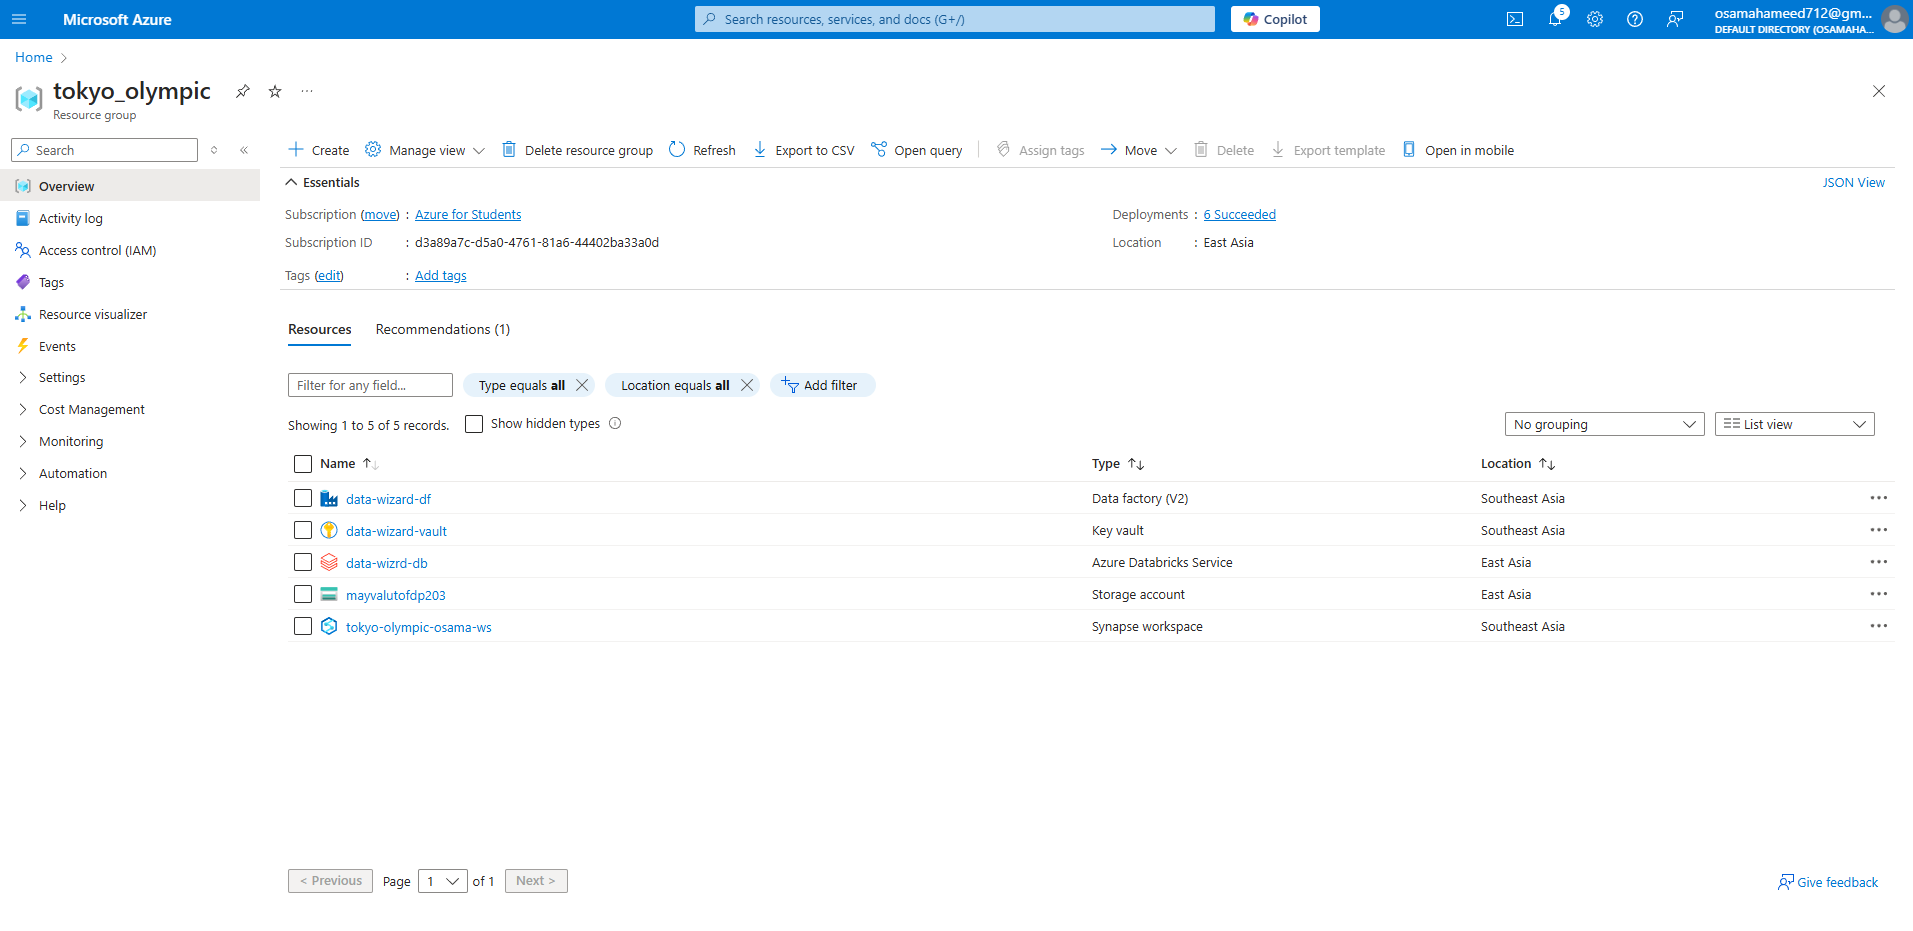 Microsoft Azure
Search resources, services, and docs (G+/)
Copilot
5
osamahameed712@gm...
DEFAULT DIRECTORY (OSAMAHA...
Home
tokyo_olympic
Resource group
Search
Create
Manage view
Delete resource group
Refresh
Export to CSV
Open query
Assign tags
Move
Delete
Export template
Open in mobile
Overview
Activity log
Access control (IAM)
Tags
Resource visualizer
Events
Settings
Cost Management
Monitoring
Automation
Help
Essentials
JSON View
Subscription (move) : Azure for Students
Deployments : 6 Succeeded
Subscription ID : d3a89a7c-d5a0-4761-81a6-44402ba33a0d
Location : East Asia
Tags (edit) : Add tags
Resources
Recommendations (1)
Filter for any field...
Type equals all
Location equals all
Add filter
Showing 1 to 5 of 5 records.
Show hidden types
No grouping
List view
Name Type Location
data-wizard-df Data factory (V2) Southeast Asia
data-wizard-vault Key vault Southeast Asia
data-wizrd-db Azure Databricks Service East Asia
mayvalutofdp203 Storage account East Asia
tokyo-olympic-osama-ws Synapse workspace Southeast Asia
< Previous Page 1 of 1 Next >
Give feedback